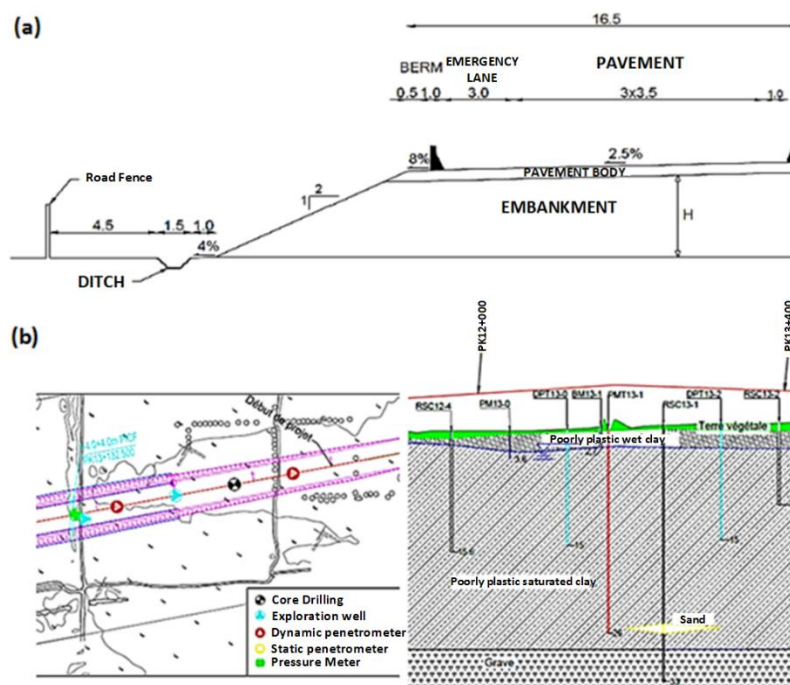 (a)
16.5
BERM
EMERGENCY
LANE
PAVEMENT
0.5 1.0
3.0
3x3.5
1.0
8%
2.5%
PAVEMENT BODY
Road Fence
2
1
EMBANKMENT
H
4.5
1.5
1.0
4%
DITCH
(b)
PK12+000
PK13+400
RSC12-4
PM13-0
DPT13-0
BM13-1
PMT13-1
RSC13-1
DPT13-2
RSC13-2
Terre végétale
Poorly plastic wet clay
Début de projet
-15
-15
Poorly plastic saturated clay
Sand
Grave
Core Drilling
Exploration well
Dynamic penetrometer
Static penetrometer
Pressure Meter